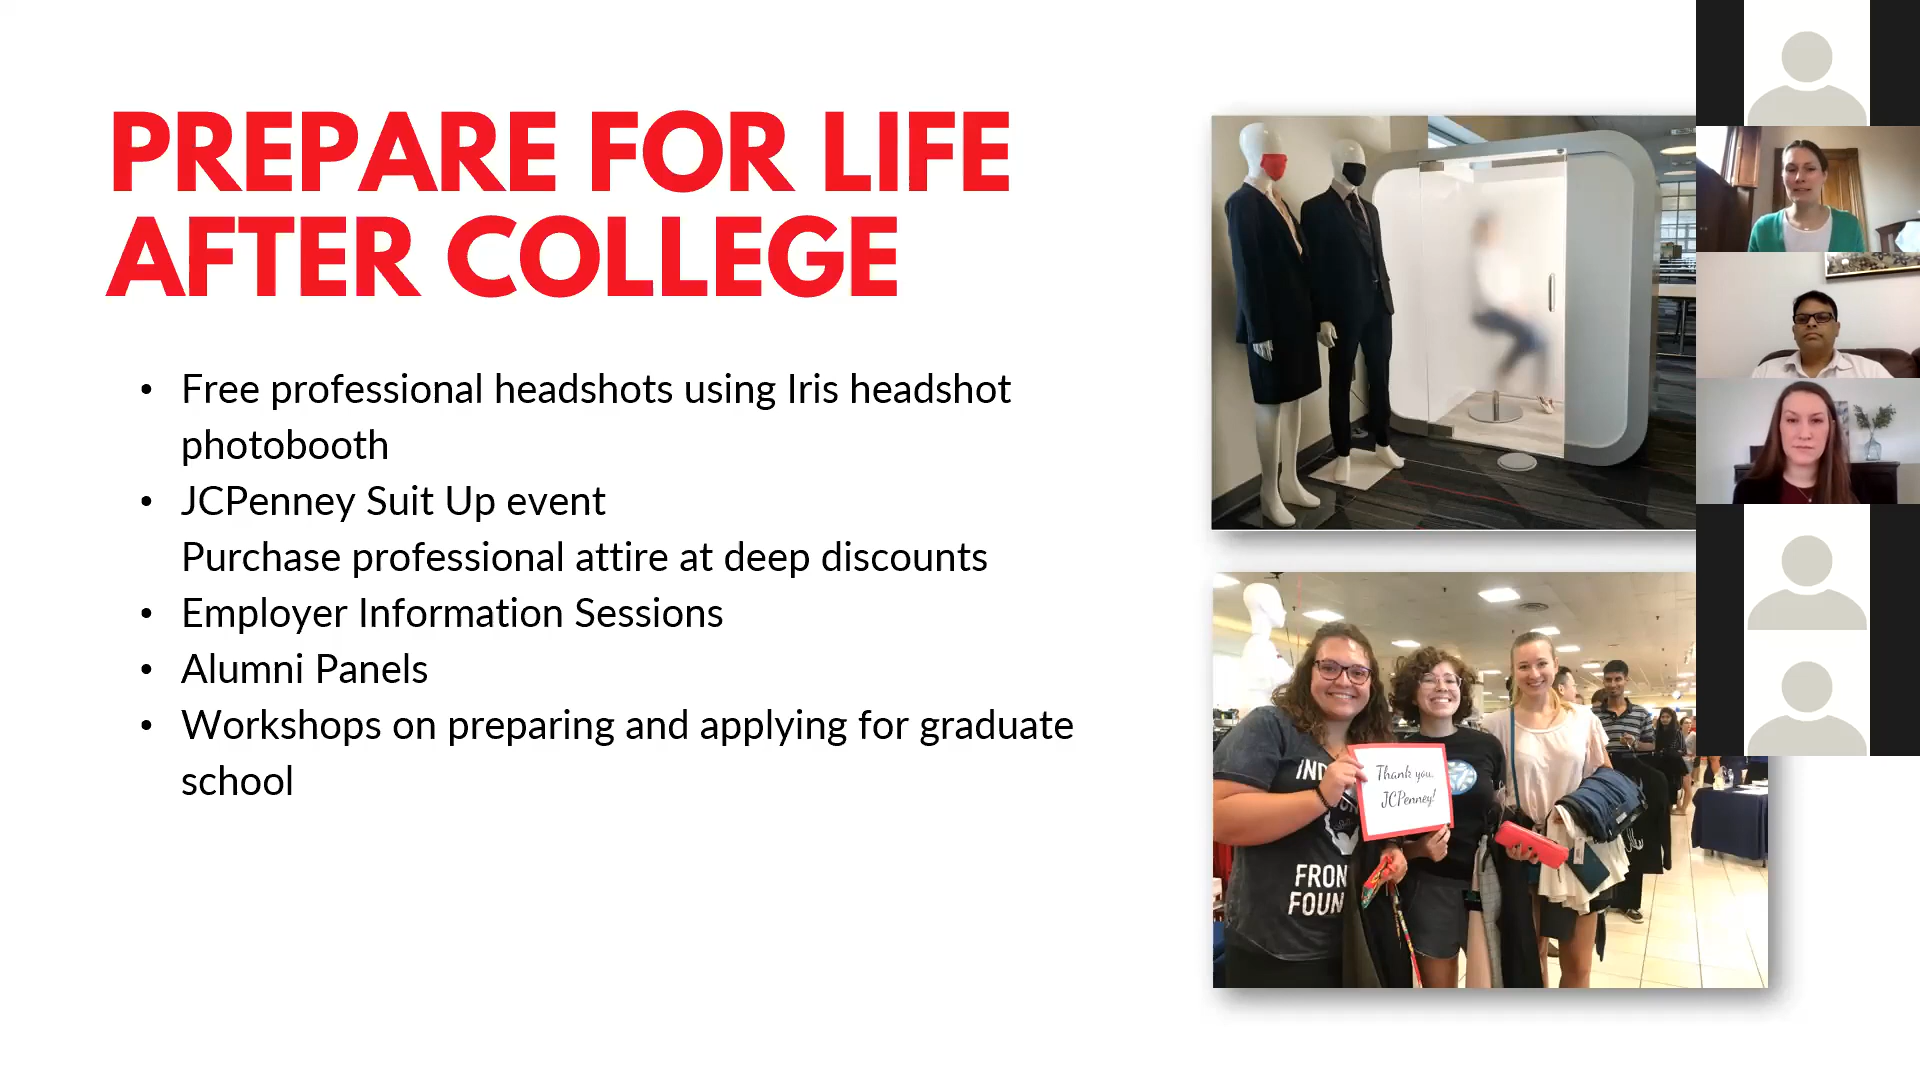 PREPARE FOR LIFE
AFTER COLLEGE
• Free professional headshots using Iris headshot
photobooth
• JCPenney Suit Up event
Purchase professional attire at deep discounts
• Employer Information Sessions
• Alumni Panels
• Workshops on preparing and applying for graduate
school
Thank you,
JCPenney!
FRON
FOUN